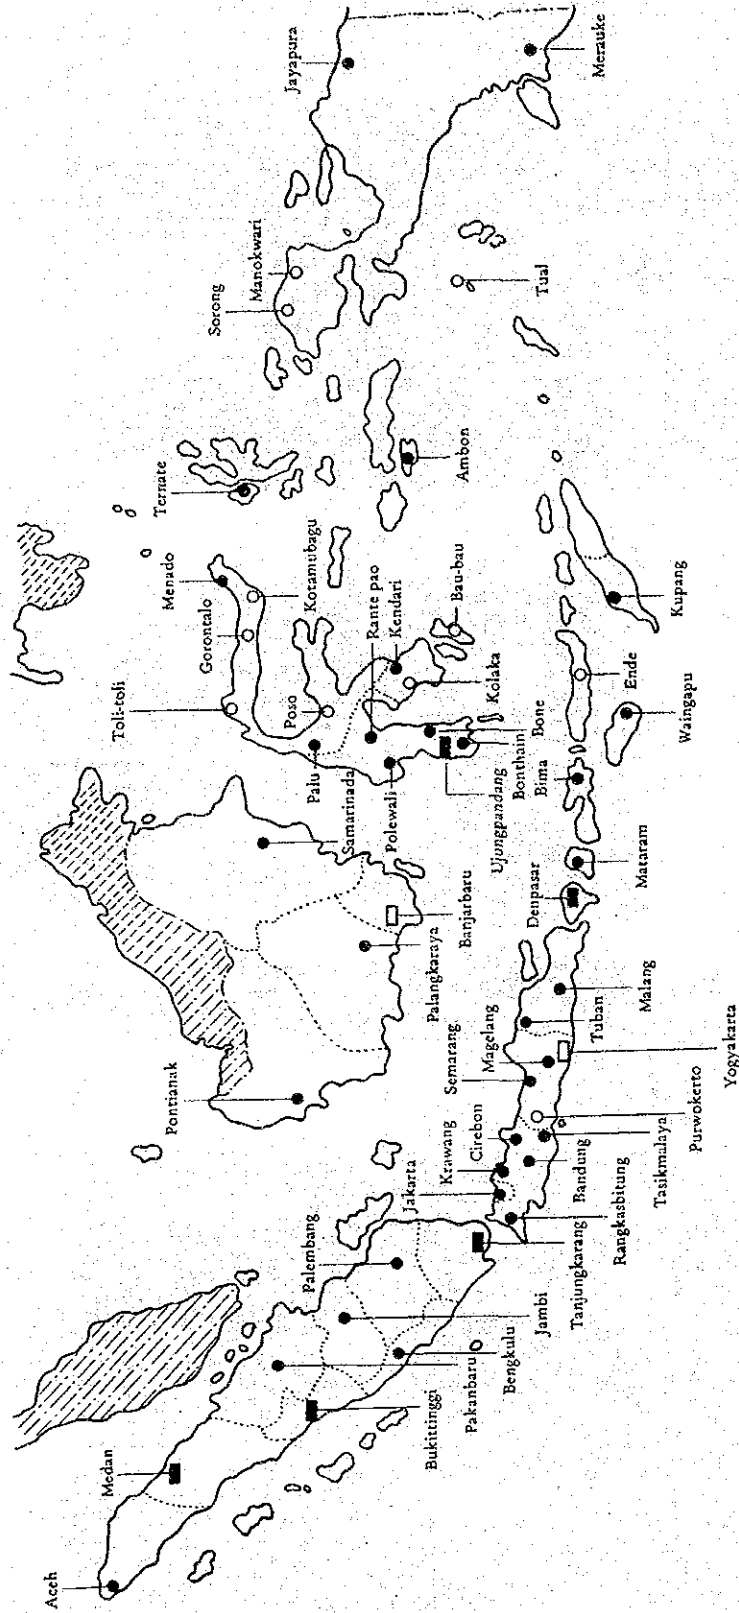 Aceh
Medan
Bukittinggi
Pakanbaru
Bengkulu
Jambi
Palembang
Tanjungkarang
Rangkasbitung
Jakarta
Krawang
Cirebon
Bandung
Tasikmalaya
Purwokerto
Semarang
Magelang
Yogyakarta
Tuban
Malang
Denpasar
Mataram
Bima
Waingapu
Ende
Kupang
Pontianak
Palangkaraya
Banjarbaru
Samarinada
Toli-toli
Gorontalo
Menado
Kotamubagu
Palu
Poso
Polewali
Rante pao
Kendari
Kolaka
Bau-bau
Ujungpandang
Bonthain
Bone
Ternate
Ambon
Sorong
Manokwari
Tual
Jayapura
Merauke